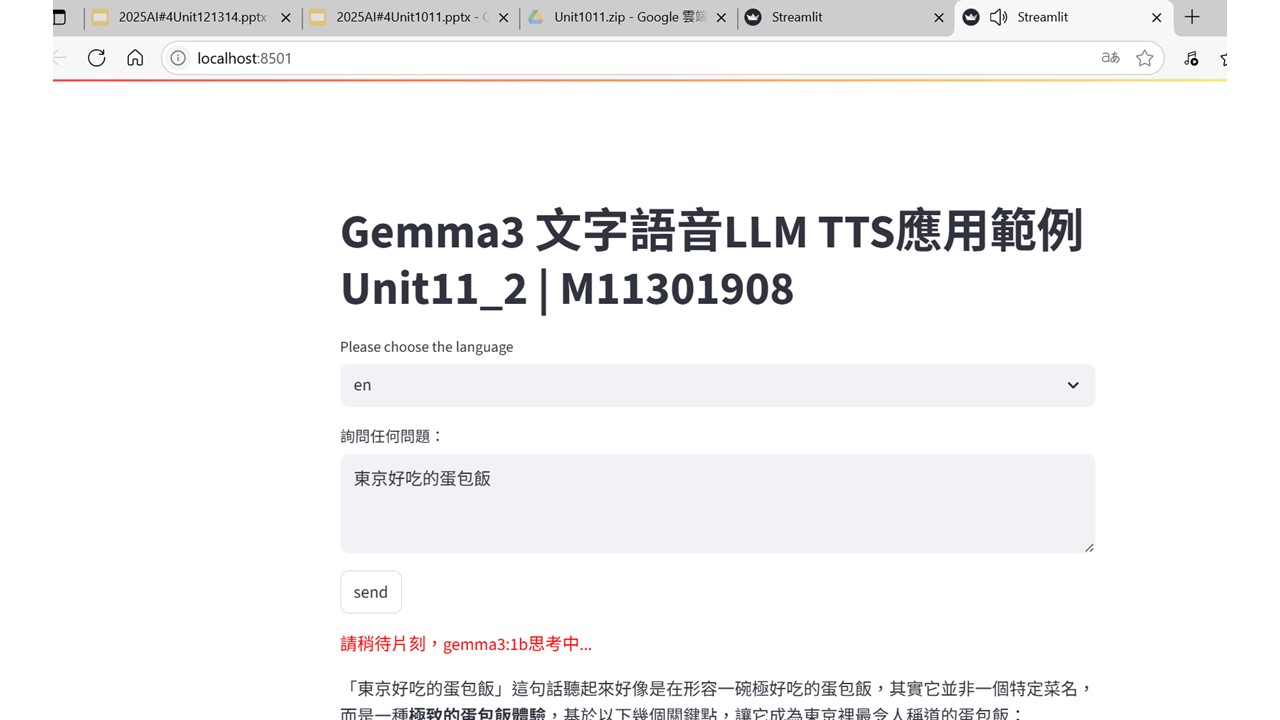 2025AI#4Unit121314.pptx
2025AI#4Unit1011.pptx - G
Unit1011.zip - Google 雲端
Streamlit
Streamlit
localhost:8501
aあ
Gemma3 文字語音LLM TTS應用範例
Unit11_2 | M11301908
Please choose the language
en
詢問任何問題：
東京好吃的蛋包飯
send
請稍待片刻，gemma3:1b思考中...
「東京好吃的蛋包飯」這句話聽起來好像是在形容一碗極好吃的蛋包飯，其實它並非一個特定菜名，
而是一種極致的蛋包飯體驗，基於以下幾個關鍵點，讓它成為東京裡最令人稱道的蛋包飯：